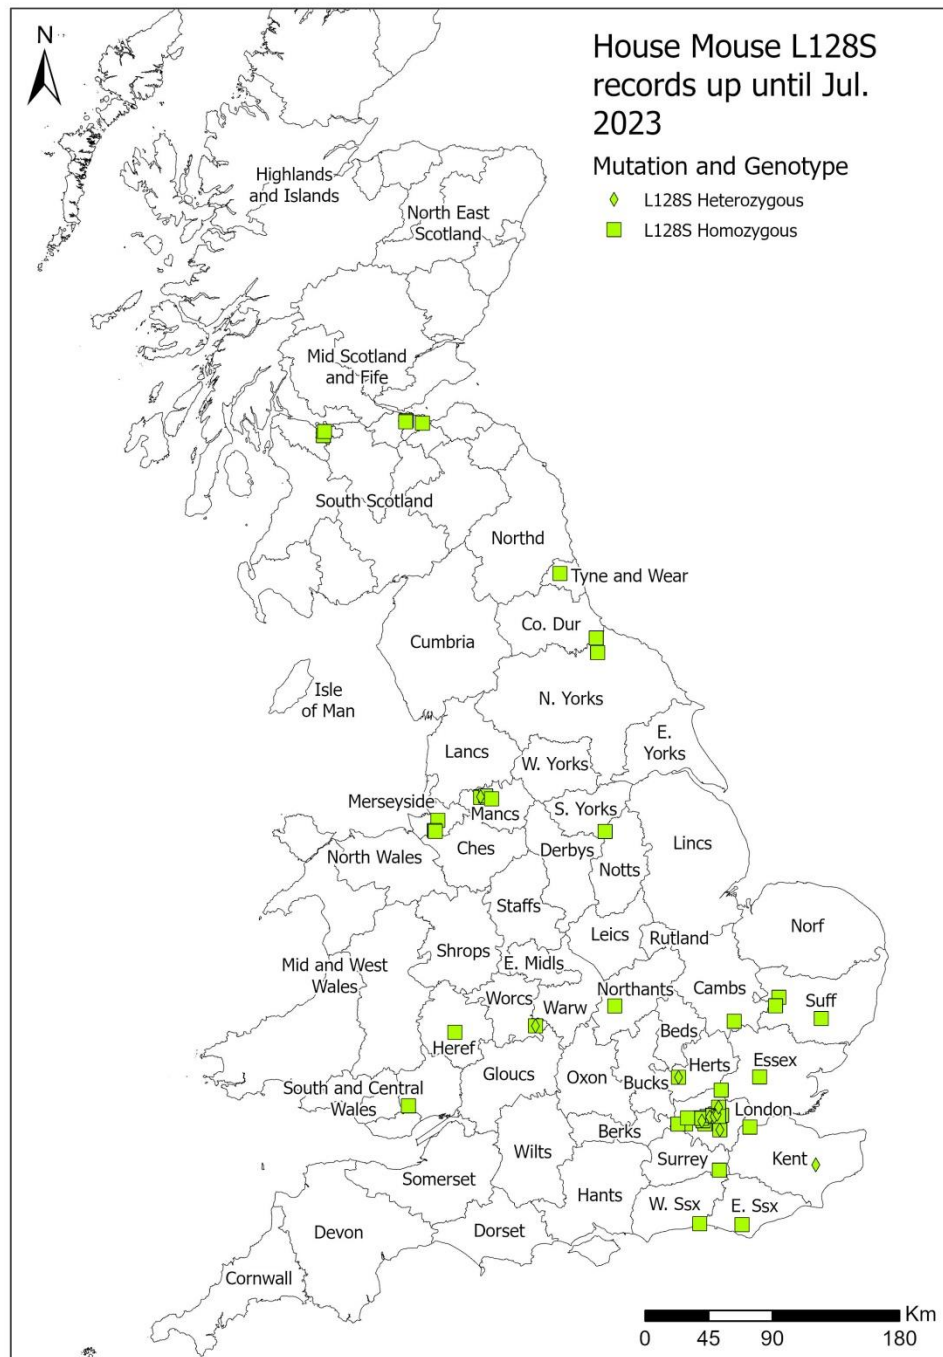 N
House Mouse L128S
records up until Jul.
2023
Mutation and Genotype
L128S Heterozygous
L128S Homozygous
Highlands
and Islands
North East
Scotland
Mid Scotland
and Fife
South Scotland
Northd
Tyne and Wear
Co. Dur
Cumbria
Isle
of Man
N. Yorks
E.
Yorks
Lancs
W. Yorks
Merseyside
Mancs
S. Yorks
Ches
Derbys
Lincs
North Wales
Notts
Staffs
Norf
Leics
Rutland
Shrops
E. Midls
Mid and West
Wales
Northants
Cambs
Suff
Worcs
Warw
Beds
Heref
Herts
Essex
Gloucs
Oxon
Bucks
South and Central
Wales
London
Berks
Wilts
Surrey
Kent
Somerset
Hants
W. Ssx
E. Ssx
Devon
Dorset
Cornwall
Km
0 45 90 180